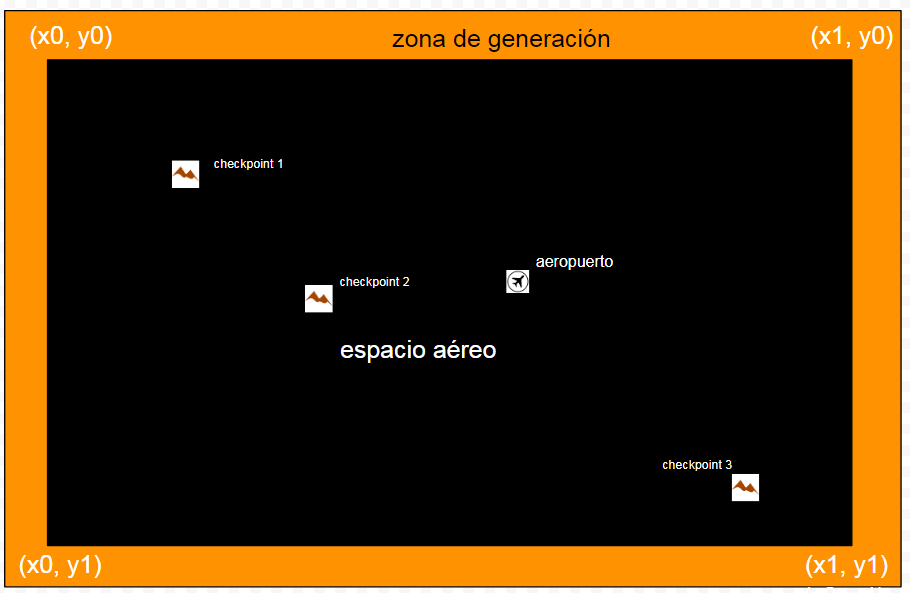 (x0, y0)
zona de generación
(x1, y0)
checkpoint 1
aeropuerto
checkpoint 2
espacio aéreo
checkpoint 3
(x0, y1)
(x1, y1)